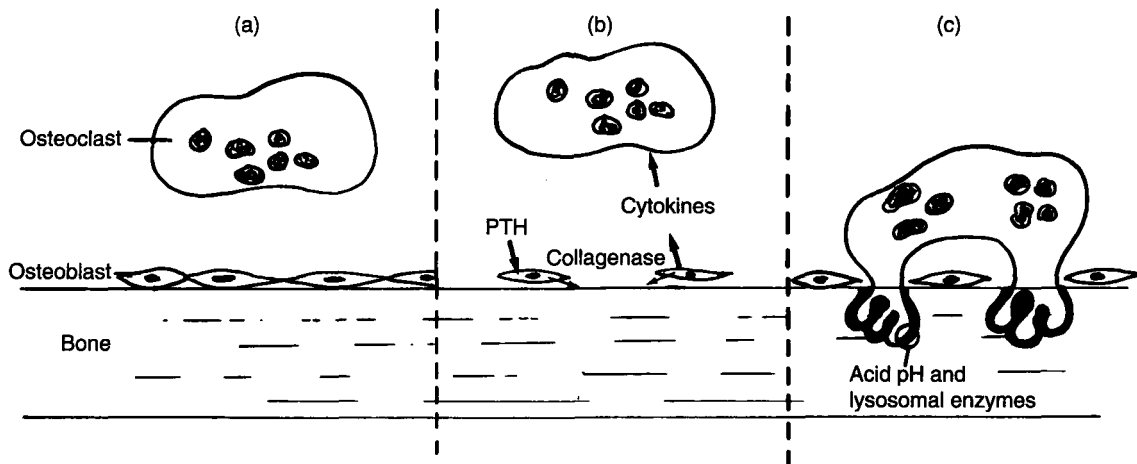 (a)
(b)
(c)
Osteoclast
Cytokines
PTH
Collagenase
Osteoblast
Bone
Acid pH and
lysosomal enzymes